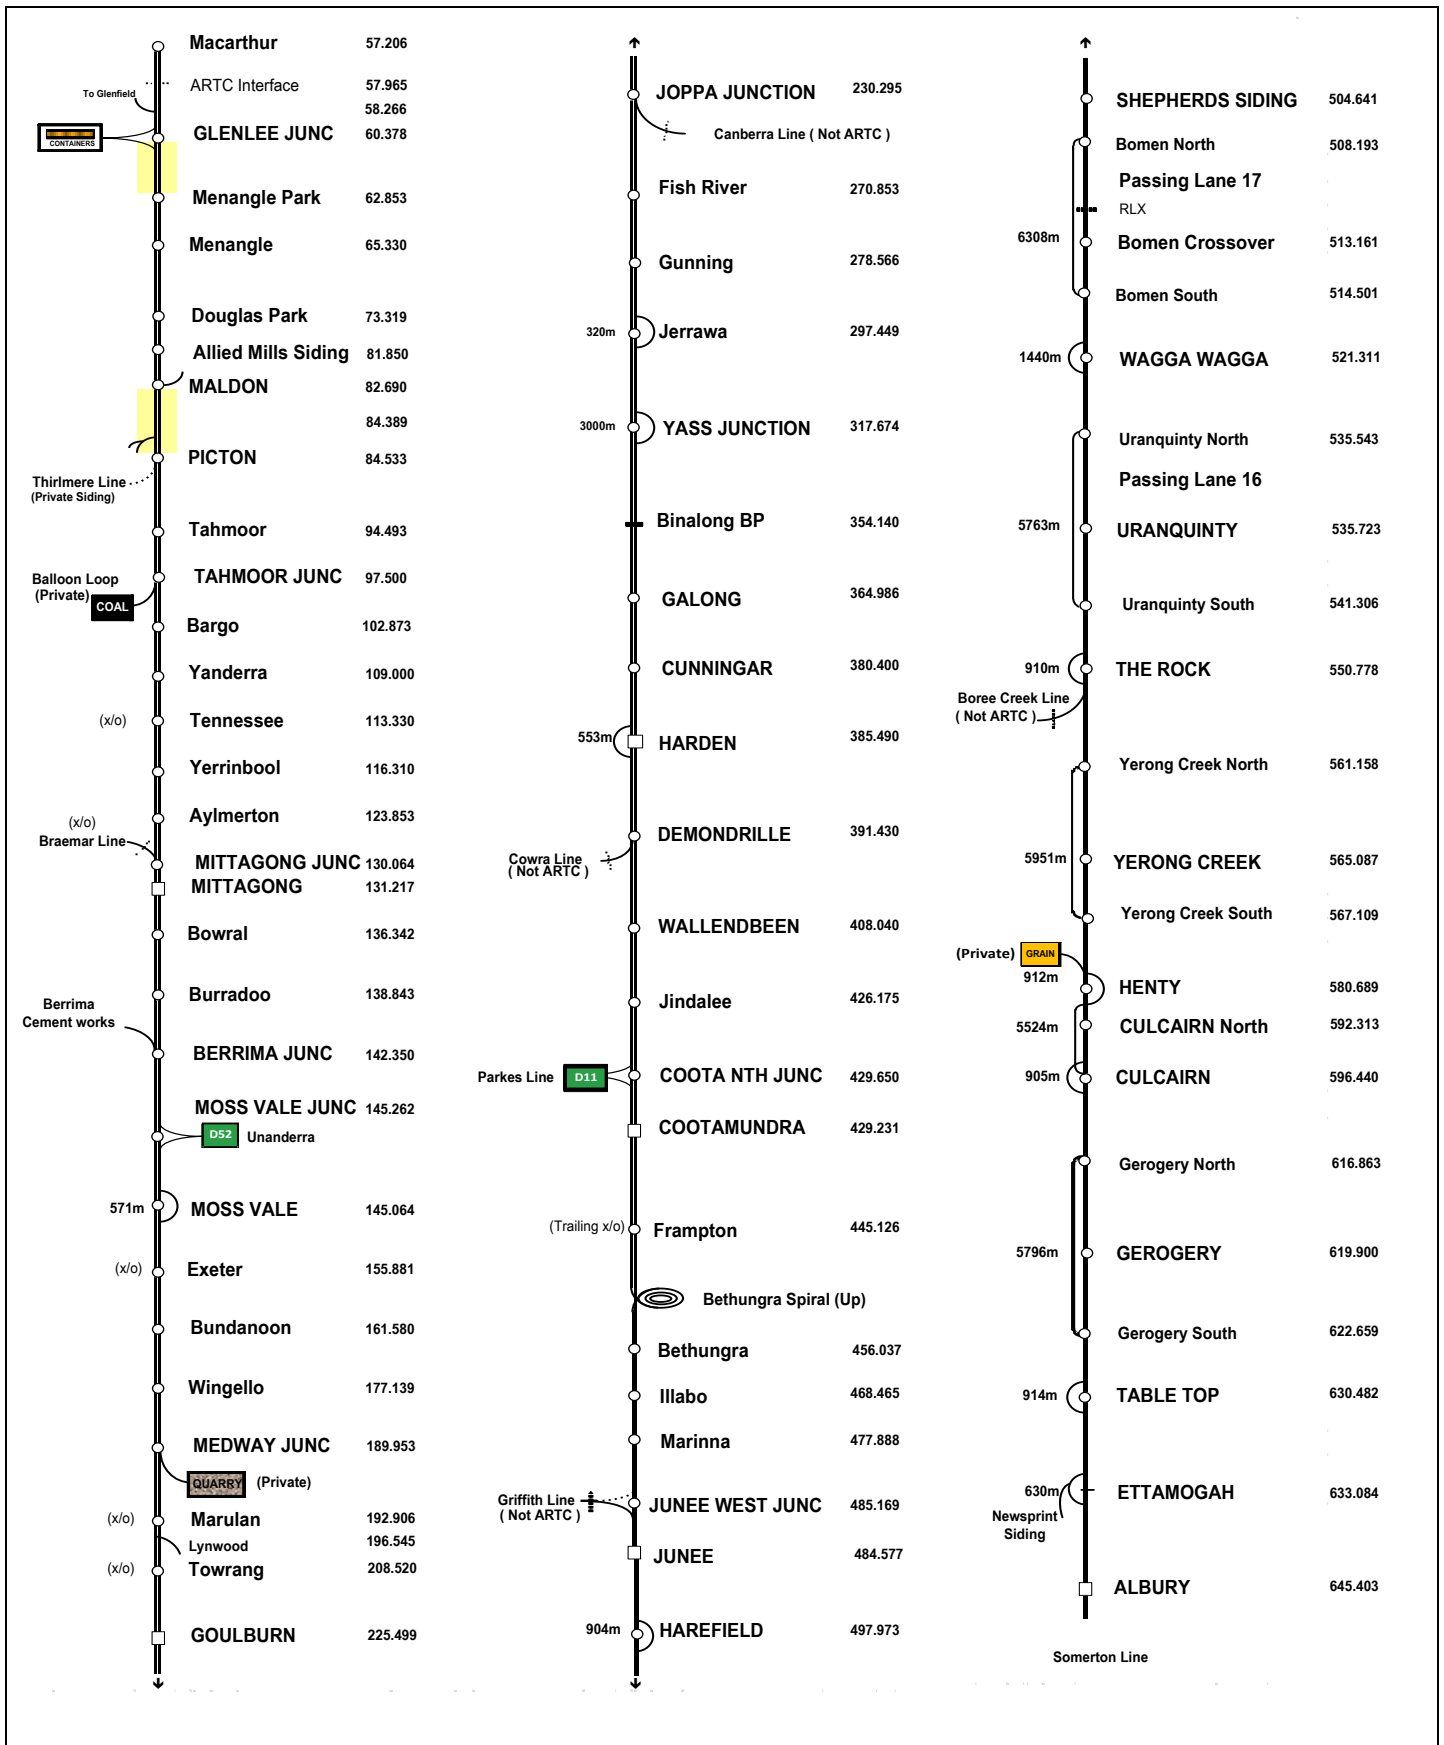 Macarthur 57.206
ARTC Interface 57.965
To Glenfield 58.266
CONTAINERS GLENLEE JUNC 60.378
Menangle Park 62.853
Menangle 65.330
Douglas Park 73.319
Allied Mills Siding 81.850
MALDON 82.690
84.389
PICTON 84.533
Thirlmere Line
(Private Siding)
Tahmoor 94.493
TAHMOOR JUNC 97.500
Balloon Loop
(Private)
COAL
Bargo 102.873
Yanderra 109.000
(x/o) Tennessee 113.330
Yerrinbool 116.310
Aylmerton 123.853
(x/o)
Braemar Line
MITTAGONG JUNC 130.064
MITTAGONG 131.217
Bowral 136.342
Burradoo 138.843
Berrima
Cement works
BERRIMA JUNC 142.350
MOSS VALE JUNC 145.262
D52 Unanderra
571m MOSS VALE 145.064
(x/o) Exeter 155.881
Bundanoon 161.580
Wingello 177.139
MEDWAY JUNC 189.953
QUARRY (Private)
(x/o) Marulan 192.906
Lynwood 196.545
(x/o) Towrang 208.520
GOULBURN 225.499
JOPPA JUNCTION 230.295
Canberra Line ( Not ARTC )
Fish River 270.853
Gunning 278.566
320m Jerrawa 297.449
3000m YASS JUNCTION 317.674
Binalong BP 354.140
GALONG 364.986
CUNNINGAR 380.400
553m HARDEN 385.490
DEMONDRILLE 391.430
Cowra Line
( Not ARTC )
WALLENDBEEN 408.040
Jindalee 426.175
Parkes Line D11 COOTA NTH JUNC 429.650
COOTAMUNDRA 429.231
(Trailing x/o) Frampton 445.126
Bethungra Spiral (Up)
Bethungra 456.037
Illabo 468.465
Marinna 477.888
Griffith Line
( Not ARTC )
JUNEE WEST JUNC 485.169
JUNEE 484.577
904m HAREFIELD 497.973
SHEPHERDS SIDING 504.641
Bomen North 508.193
Passing Lane 17
RLX
6308m Bomen Crossover 513.161
Bomen South 514.501
1440m WAGGA WAGGA 521.311
Uranquinty North 535.543
Passing Lane 16
5763m URANQUINTY 535.723
Uranquinty South 541.306
910m THE ROCK 550.778
Boree Creek Line
( Not ARTC )
Yerong Creek North 561.158
5951m YERONG CREEK 565.087
Yerong Creek South 567.109
(Private) GRAIN
912m HENTY 580.689
5524m CULCAIRN North 592.313
905m CULCAIRN 596.440
Gerogery North 616.863
5796m GEROGERY 619.900
Gerogery South 622.659
914m TABLE TOP 630.482
630m ETTAMOGAH 633.084
Newsprint
Siding
ALBURY 645.403
Somerton Line